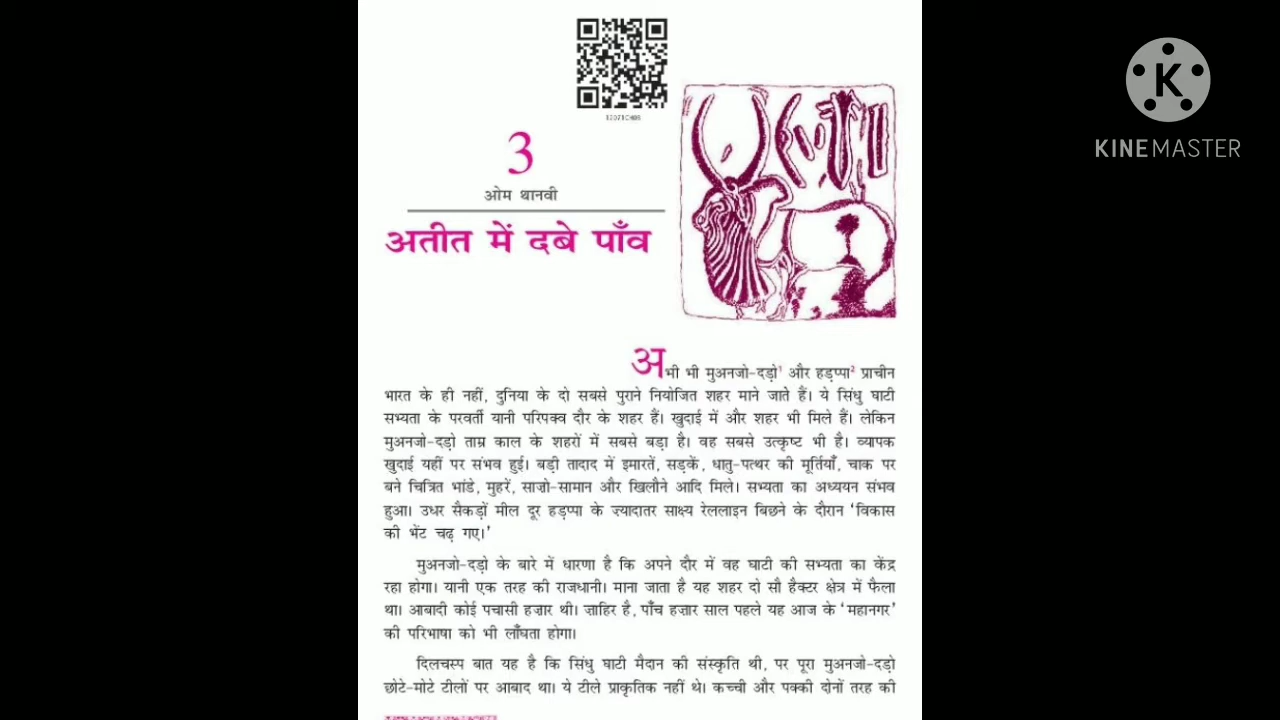 12071CH03
3
ओम थानवी
अतीत में दबे पाँव
KINEMASTER
अभी भी मुअनजो-दड़ो¹ और हड़प्पा² प्राचीन
भारत के ही नहीं, दुनिया के दो सबसे पुराने नियोजित शहर माने जाते हैं। ये सिंधु घाटी
सभ्यता के परवर्ती यानी परिपक्व दौर के शहर हैं। खुदाई में और शहर भी मिले हैं। लेकिन
मुअनजो-दड़ो ताम्र काल के शहरों में सबसे बड़ा है। वह सबसे उत्कृष्ट भी है। व्यापक
खुदाई यहीं पर संभव हुई। बड़ी तादाद में इमारतें, सड़कें, धातु-पत्थर की मूर्तियाँ, चाक पर
बने चित्रित भांडे, मुहरें, साज़ो-सामान और खिलौने आदि मिले। सभ्यता का अध्ययन संभव
हुआ। उधर सैकड़ों मील दूर हड़प्पा के ज़्यादातर साक्ष्य रेललाइन बिछने के दौरान ‘विकास
की भेंट चढ़ गए।’
मुअनजो-दड़ो के बारे में धारणा है कि अपने दौर में वह घाटी की सभ्यता का केंद्र
रहा होगा। यानी एक तरह की राजधानी। माना जाता है यह शहर दो सौ हैक्टर क्षेत्र में फैला
था। आबादी कोई पचासी हज़ार थी। ज़ाहिर है, पाँच हज़ार साल पहले यह आज के ‘महानगर’
की परिभाषा को भी लाँघता होगा।
दिलचस्प बात यह है कि सिंधु घाटी मैदान की संस्कृति थी, पर पूरा मुअनजो-दड़ो
छोटे-मोटे टीलों पर आबाद था। ये टीले प्राकृतिक नहीं थे। कच्ची और पक्की दोनों तरह की